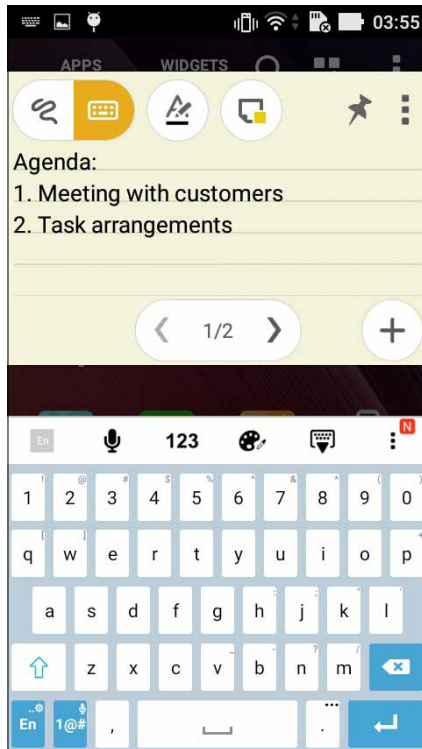 03:55
APPS WIDGETS
Agenda:
1. Meeting with customers
2. Task arrangements
1/2
En 123 N
! @ # $ % ^ & * ( )
1 2 3 4 5 6 7 8 9 0
[ ] +
q w e r t y u i o p
: ; " '
a s d f g h j k l
_ - ? /
z x c v b n m
...
En 1@# , .